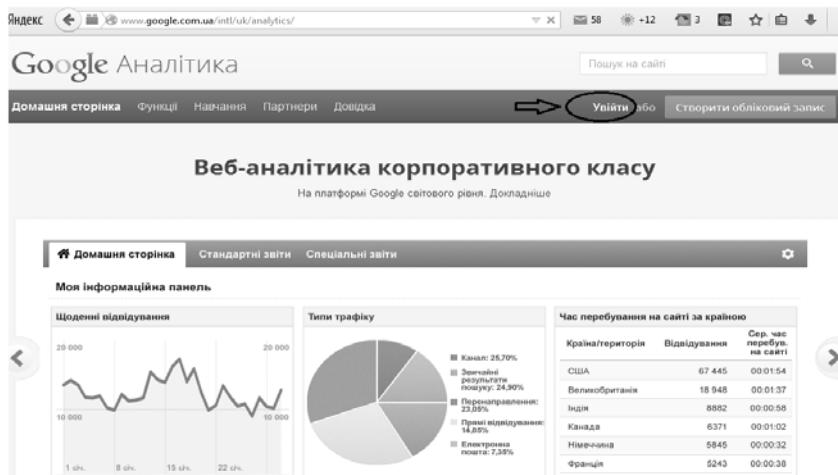 Яндекс www.google.com.ua/intl/uk/analytics/ 58 +12 3
Google Аналітика
Пошук на сайті
Домашня сторінка Функції Навчання Партнери Довідка Увійти або Створити обліковий запис
Веб-аналітика корпоративного класу
На платформі Google світового рівня. Докладніше
Домашня сторінка Стандартні звіти Спеціальні звіти
Моя інформаційна панель
Щоденні відвідування
20 000 20 000
10 000 10 000
1 січ. 8 січ. 15 січ. 22 січ.
Типи трафіку
Канал: 25,70%
Звичайні
результати
пошуку: 24,90%
Перенаправлення:
23,05%
Прямі відвідування:
14,85%
Електронна
пошта: 7,35%
Час перебування на сайті за країною
Країна/територія Відвідування Сер. час
перебув.
на сайті
США 67 445 00:01:54
Великобританія 18 948 00:01:37
Індія 8882 00:00:58
Канада 6371 00:01:02
Німеччина 5845 00:00:32
Франція 5243 00:00:38